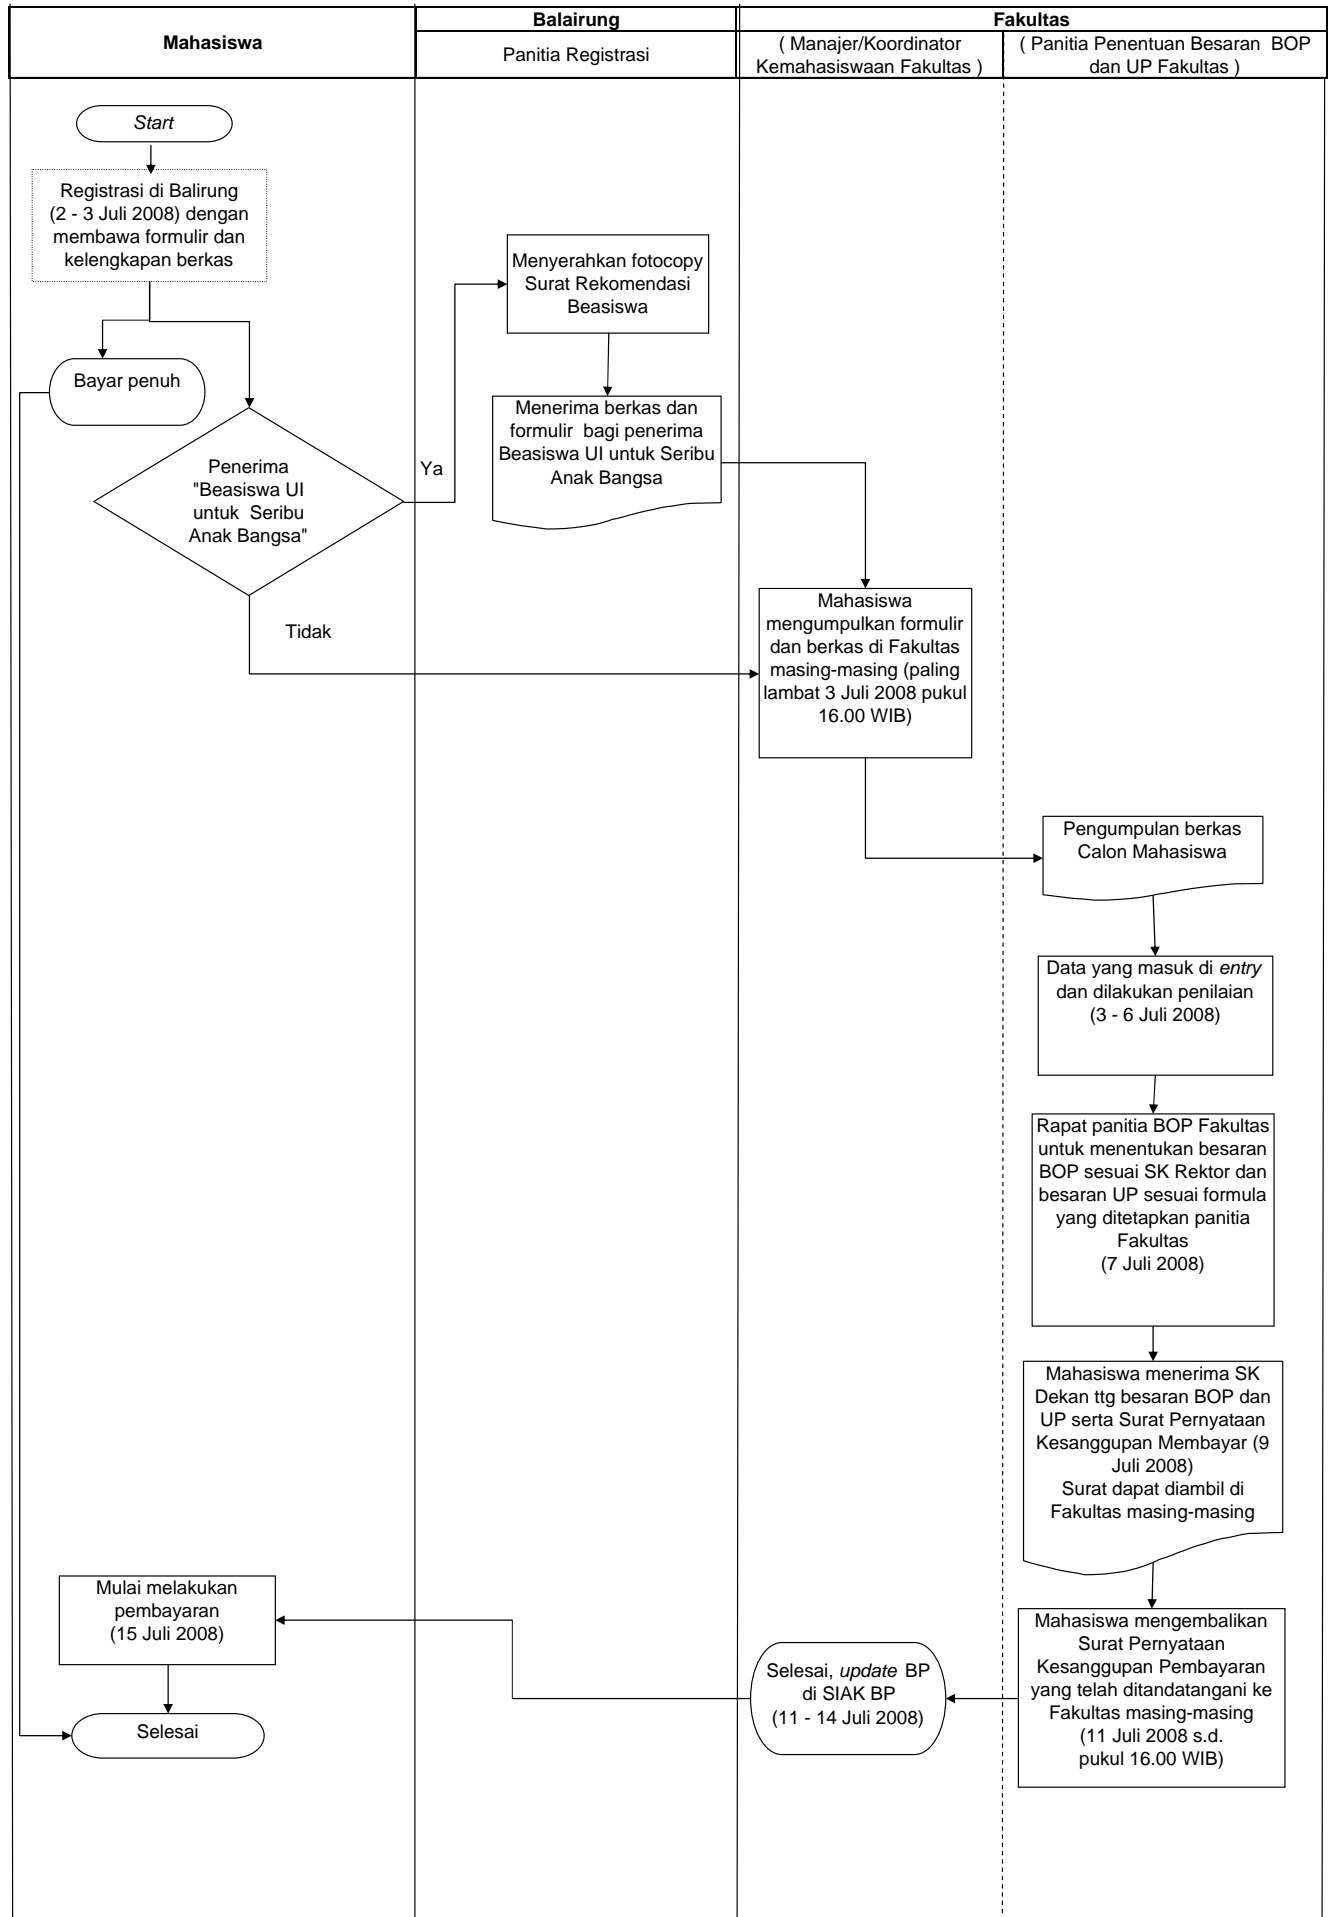 Mahasiswa
Balairung
Panitia Registrasi
Fakultas
( Manajer/Koordinator
Kemahasiswaan Fakultas )
( Panitia Penentuan Besaran BOP
dan UP Fakultas )
Start
Registrasi di Balirung
(2 - 3 Juli 2008) dengan
membawa formulir dan
kelengkapan berkas
Bayar penuh
Penerima
"Beasiswa UI
untuk Seribu
Anak Bangsa"
Ya
Tidak
Menyerahkan fotocopy
Surat Rekomendasi
Beasiswa
Menerima berkas dan
formulir bagi penerima
Beasiswa UI untuk Seribu
Anak Bangsa
Mahasiswa
mengumpulkan formulir
dan berkas di Fakultas
masing-masing (paling
lambat 3 Juli 2008 pukul
16.00 WIB)
Pengumpulan berkas
Calon Mahasiswa
Data yang masuk di entry
dan dilakukan penilaian
(3 - 6 Juli 2008)
Rapat panitia BOP Fakultas
untuk menentukan besaran
BOP sesuai SK Rektor dan
besaran UP sesuai formula
yang ditetapkan panitia
Fakultas
(7 Juli 2008)
Mahasiswa menerima SK
Dekan ttg besaran BOP dan
UP serta Surat Pernyataan
Kesanggupan Membayar (9
Juli 2008)
Surat dapat diambil di
Fakultas masing-masing
Mahasiswa mengembalikan
Surat Pernyataan
Kesanggupan Pembayaran
yang telah ditandatangani ke
Fakultas masing-masing
(11 Juli 2008 s.d.
pukul 16.00 WIB)
Selesai, update BP
di SIAK BP
(11 - 14 Juli 2008)
Mulai melakukan
pembayaran
(15 Juli 2008)
Selesai